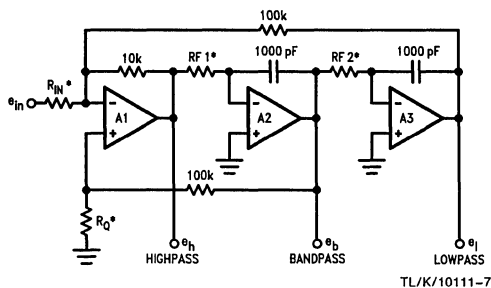 100k
10k
RF 1*
1000 pF
RF 2*
1000 pF
RIN*
ein
−
A1
+
−
A2
+
−
A3
+
100k
RQ*
eh
HIGHPASS
eb
BANDPASS
el
LOWPASS
TL/K/10111–7